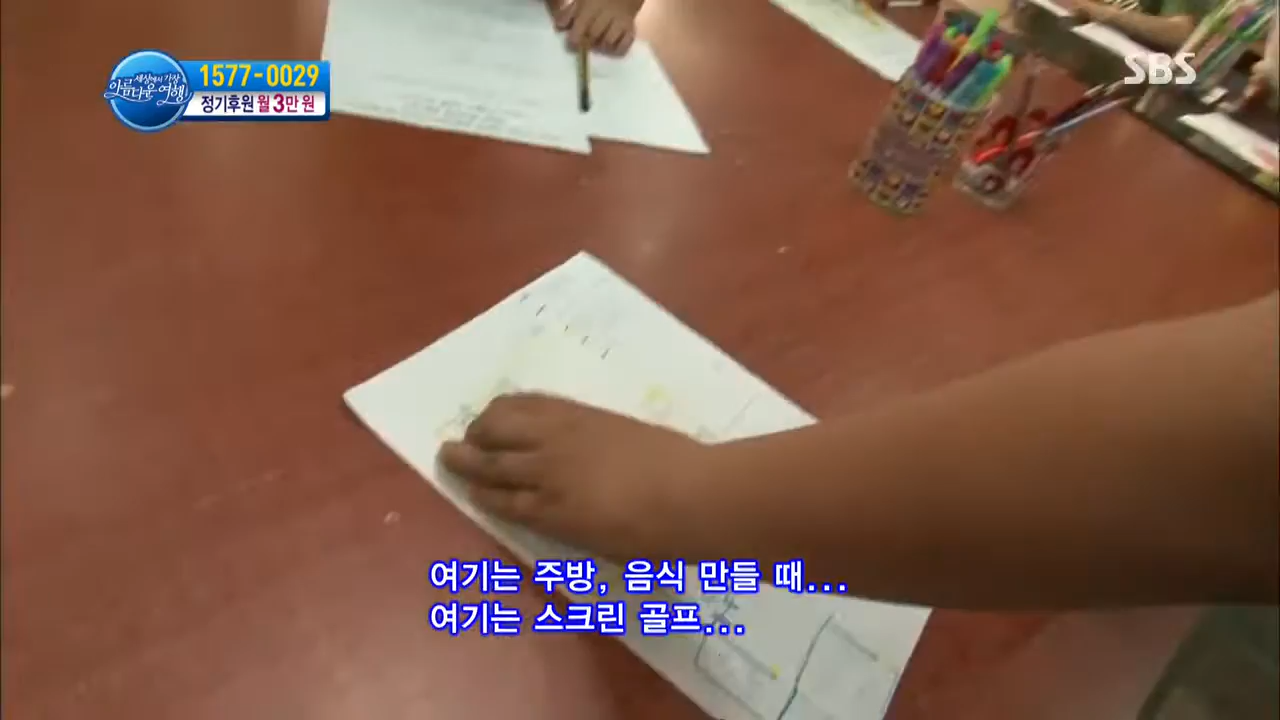 세상에서 가장
아름다운 여행
1577-0029
정기후원 월 3만 원
SBS
여기는 주방, 음식 만들 때...
여기는 스크린 골프...